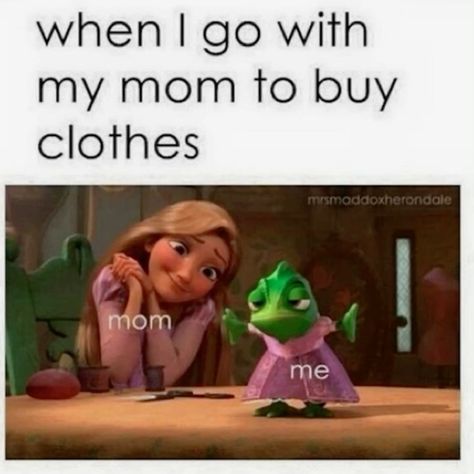 when I go with
my mom to buy
clothes
mrsmaddoxherondale
mom
me